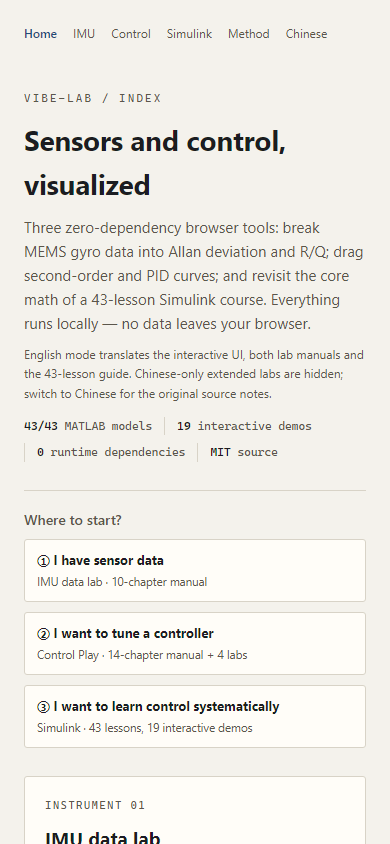 Home IMU Control Simulink Method Chinese
VIBE-LAB / INDEX
Sensors and control,
visualized
Three zero-dependency browser tools: break
MEMS gyro data into Allan deviation and R/Q; drag
second-order and PID curves; and revisit the core
math of a 43-lesson Simulink course. Everything
runs locally — no data leaves your browser.
English mode translates the interactive UI, both lab manuals and
the 43-lesson guide. Chinese-only extended labs are hidden;
switch to Chinese for the original source notes.
43/43 MATLAB models 19 interactive demos
0 runtime dependencies MIT source
Where to start?
① I have sensor data
IMU data lab · 10-chapter manual
② I want to tune a controller
Control Play · 14-chapter manual + 4 labs
③ I want to learn control systematically
Simulink · 43 lessons, 19 interactive demos
INSTRUMENT 01
IMU data lab